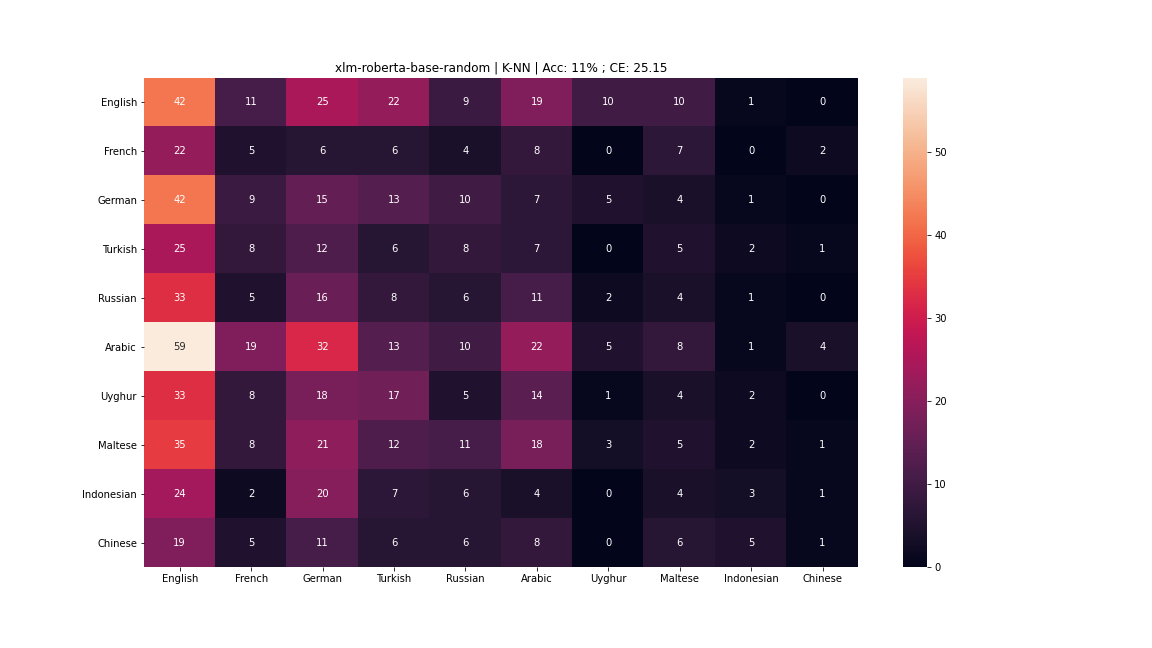 xlm-roberta-base-random | K-NN | Acc: 11% ; CE: 25.15
English 42 11 25 22 9 19 10 10 1 0
French 22 5 6 6 4 8 0 7 0 2
German 42 9 15 13 10 7 5 4 1 0
Turkish 25 8 12 6 8 7 0 5 2 1
Russian 33 5 16 8 6 11 2 4 1 0
Arabic 59 19 32 13 10 22 5 8 1 4
Uyghur 33 8 18 17 5 14 1 4 2 0
Maltese 35 8 21 12 11 18 3 5 2 1
Indonesian 24 2 20 7 6 4 0 4 3 1
Chinese 19 5 11 6 6 8 0 6 5 1
English French German Turkish Russian Arabic Uyghur Maltese Indonesian Chinese
50
40
30
20
10
0